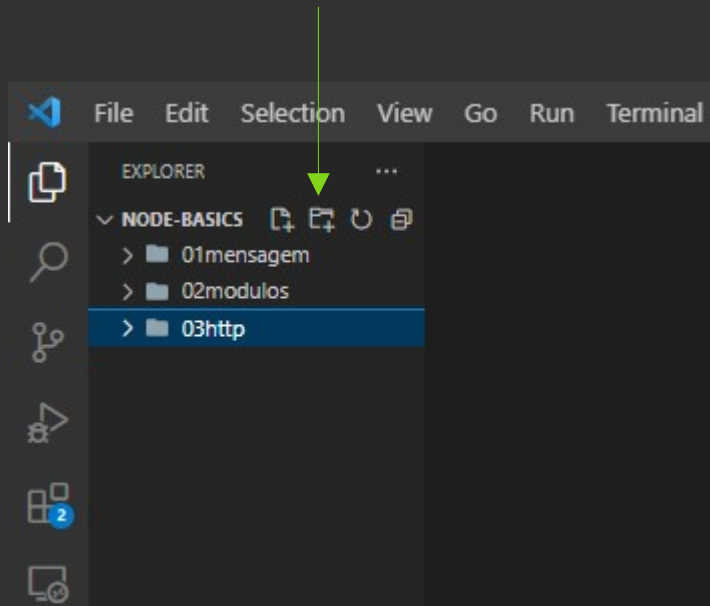 File Edit Selection View Go Run Terminal
EXPLORER
NODE-BASICS
01mensagem
02modulos
03http
2